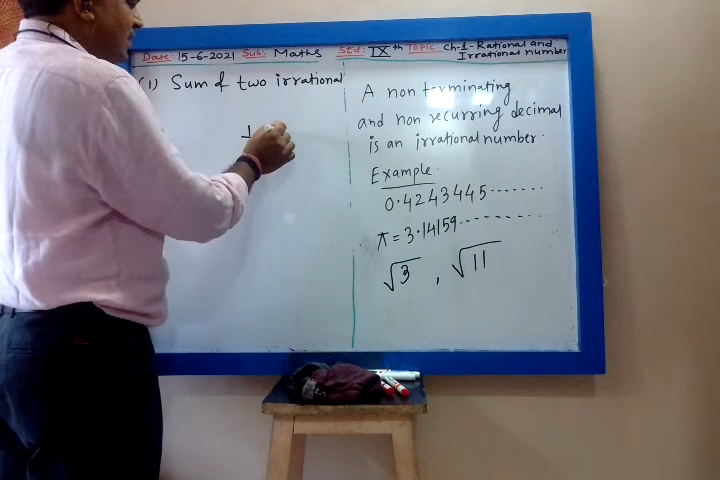 Date: 15-6-2021 Sub: Maths Std: IXth Topic: Ch-1- Rational and Irrational number
(1) Sum of two irrational
A non terminating
and non recurring decimal
is an irrational number.
Example.
0.4243445.......
π = 3.14159..........
√3 , √11